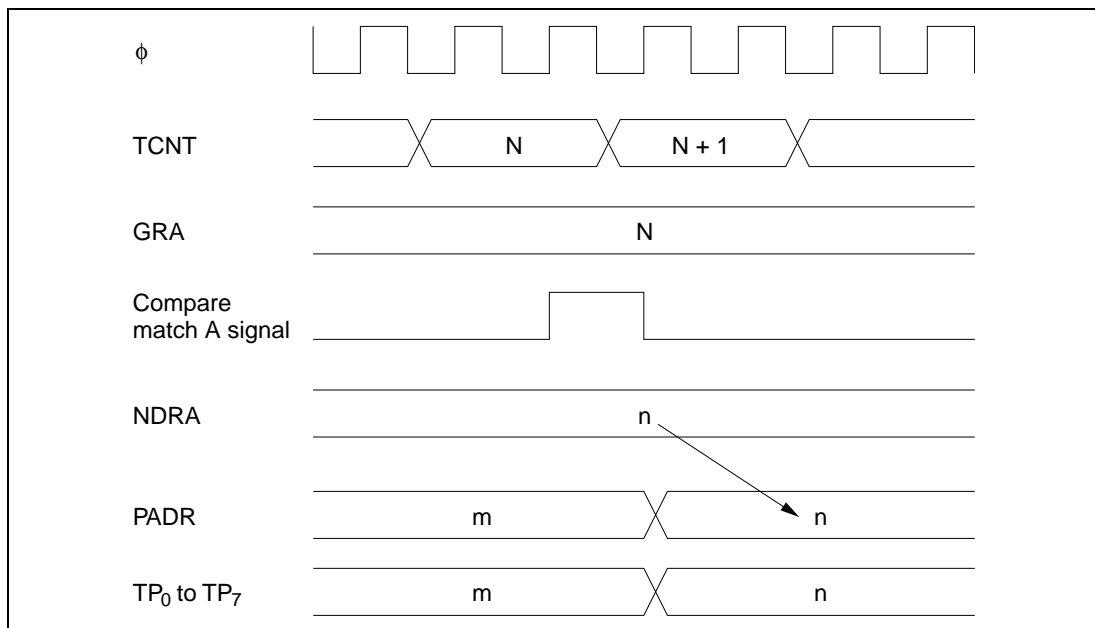 ϕ
TCNT
N
N + 1
GRA
N
Compare
match A signal
NDRA
n
PADR
m
n
TP0 to TP7
m
n